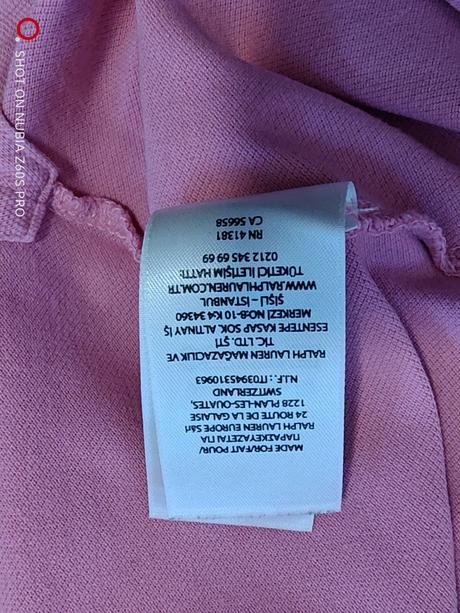 MADE FOR/FAIT POUR/
ΠΑΡΑΣΚΕΥΑΖΕΤΑΙ ΓΙΑ
RALPH LAUREN EUROPE Sàrl
24 ROUTE DE LA GALAISE
1228 PLAN-LES-OUATES,
SWITZERLAND
N.I.F. : IT03945310963
RALPH LAUREN MAĞAZACILIK VE
TİC. LTD. ŞTİ
ESENTEPE KASAP SOK. ALTINAY İŞ
MERKEZİ NO:8-10 K:4 34360
ŞİŞLİ – İSTANBUL
WWW.RALPHLAUREN.COM.TR
TÜKETİCİ İLETİŞİM HATTI:
0212 345 69 69
RN 41381
CA 56658
SHOT ON NUBIA Z60S PRO